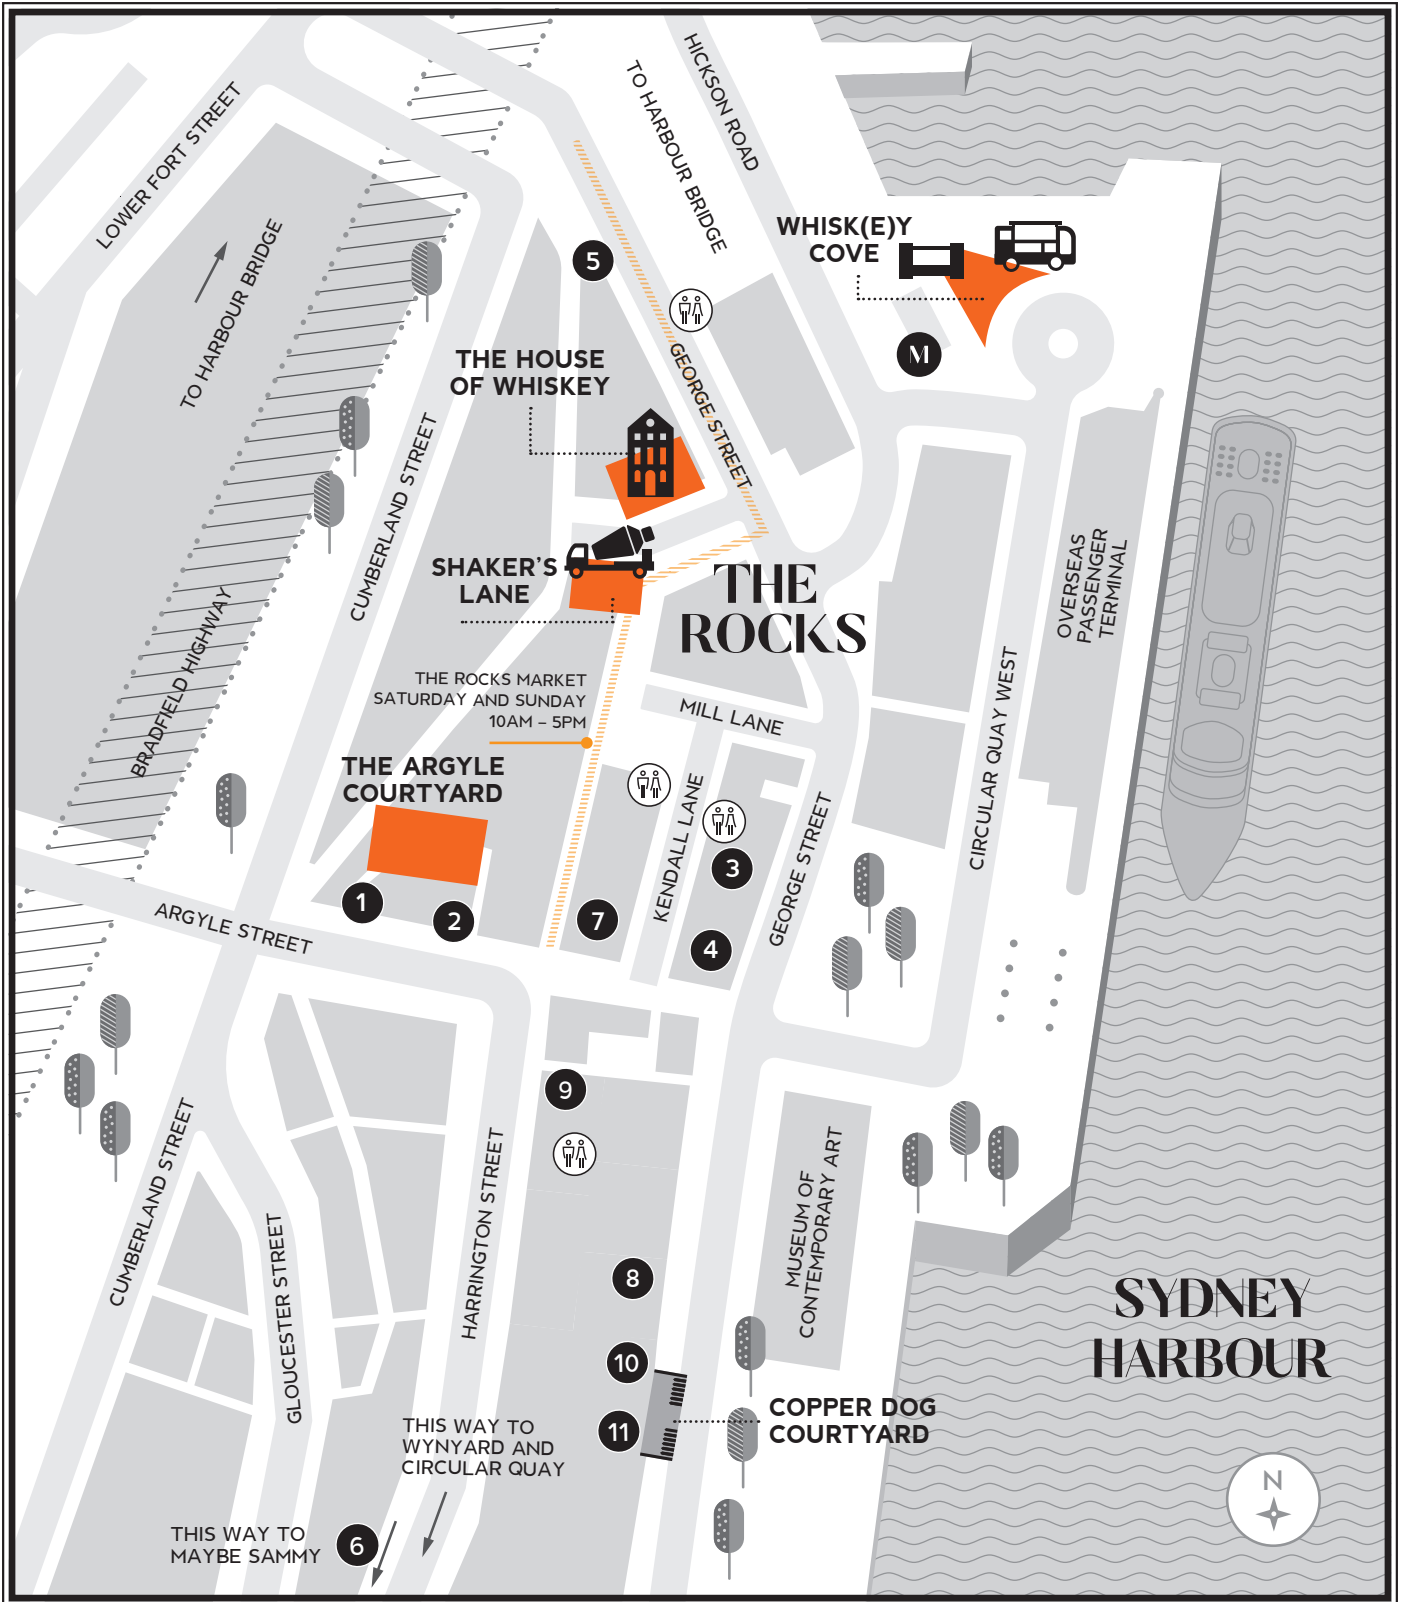 HICKSON ROAD
TO HARBOUR BRIDGE
LOWER FORT STREET
TO HARBOUR BRIDGE
WHISK(E)Y
COVE
5
M
THE HOUSE
OF WHISKEY
GEORGE STREET
CUMBERLAND STREET
SHAKER'S
LANE
THE
ROCKS
OVERSEAS
PASSENGER
TERMINAL
BRADFIELD HIGHWAY
THE ROCKS MARKET
SATURDAY AND SUNDAY
10AM – 5PM
MILL LANE
CIRCULAR QUAY WEST
THE ARGYLE
COURTYARD
KENDALL LANE
GEORGE STREET
3
1
2
7
4
ARGYLE STREET
9
CUMBERLAND STREET
GLOUCESTER STREET
HARRINGTON STREET
MUSEUM OF
CONTEMPORARY ART
8
SYDNEY
HARBOUR
10
11
COPPER DOG
COURTYARD
THIS WAY TO
WYNYARD AND
CIRCULAR QUAY
N
THIS WAY TO
MAYBE SAMMY
6